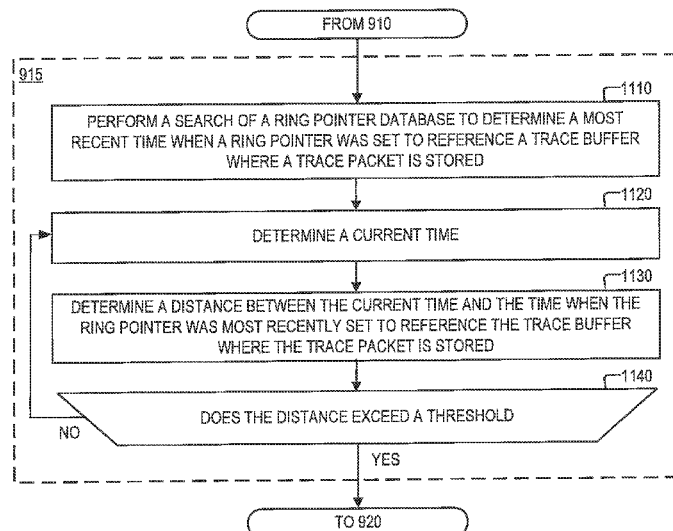 FROM 910
915
1110
PERFORM A SEARCH OF A RING POINTER DATABASE TO DETERMINE A MOST
RECENT TIME WHEN A RING POINTER WAS SET TO REFERENCE A TRACE BUFFER
WHERE A TRACE PACKET IS STORED
1120
DETERMINE A CURRENT TIME
1130
DETERMINE A DISTANCE BETWEEN THE CURRENT TIME AND THE TIME WHEN THE
RING POINTER WAS MOST RECENTLY SET TO REFERENCE THE TRACE BUFFER
WHERE THE TRACE PACKET IS STORED
1140
DOES THE DISTANCE EXCEED A THRESHOLD
NO
YES
TO 920